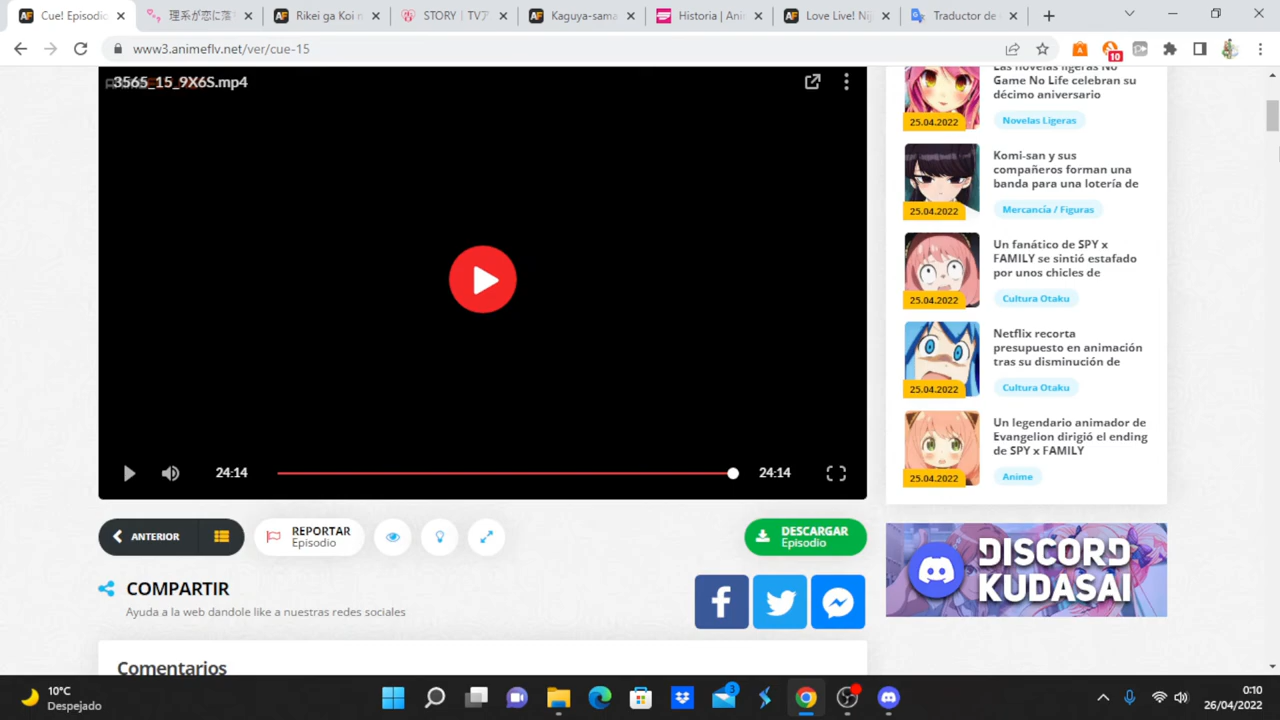 Cue! Episodic
理系が恋に落
Rikei ga Koi n
STORY | TVア
Kaguya-sama
Historia | Ani
Love Live! Nij
Traductor de
www3.animeflv.net/ver/cue-15
10
3565_15_9X6S.mp4
24:14
24:14
ANTERIOR
REPORTAR
Episodio
DESCARGAR
Episodio
COMPARTIR
Ayuda a la web dandole like a nuestras redes sociales
Comentarios
Las novelas ligeras No
Game No Life celebran su
décimo aniversario
Novelas Ligeras
25.04.2022
Komi-san y sus
compañeros forman una
banda para una lotería de
Mercancía / Figuras
25.04.2022
Un fanático de SPY x
FAMILY se sintió estafado
por unos chicles de
Cultura Otaku
25.04.2022
Netflix recorta
presupuesto en animación
tras su disminución de
Cultura Otaku
25.04.2022
Un legendario animador de
Evangelion dirigió el ending
de SPY x FAMILY
Anime
25.04.2022
DISCORD
KUDASAI
10°C
Despejado
3
0:10
26/04/2022